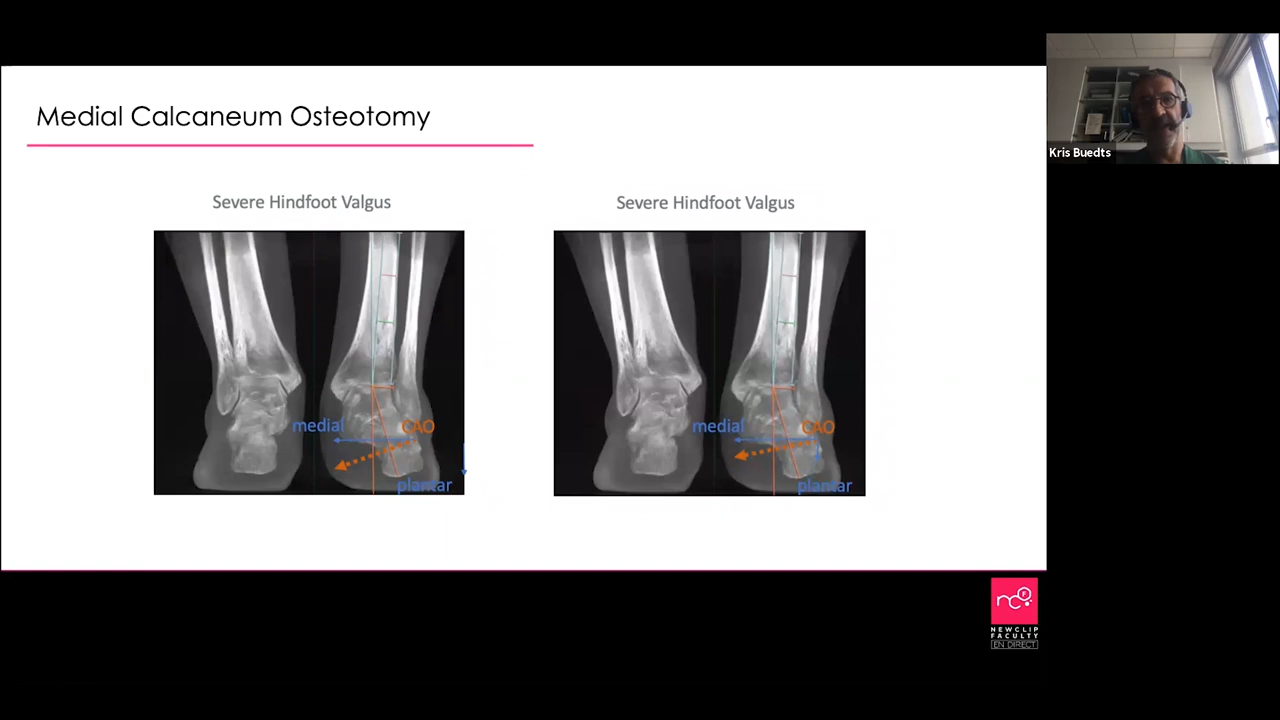 Medial Calcaneum Osteotomy
Kris Buedts
Severe Hindfoot Valgus
Severe Hindfoot Valgus
medial
CAO
plantar
medial
CAO
plantar
nc F
NEWCLIP
FACULTY
EN DIRECT